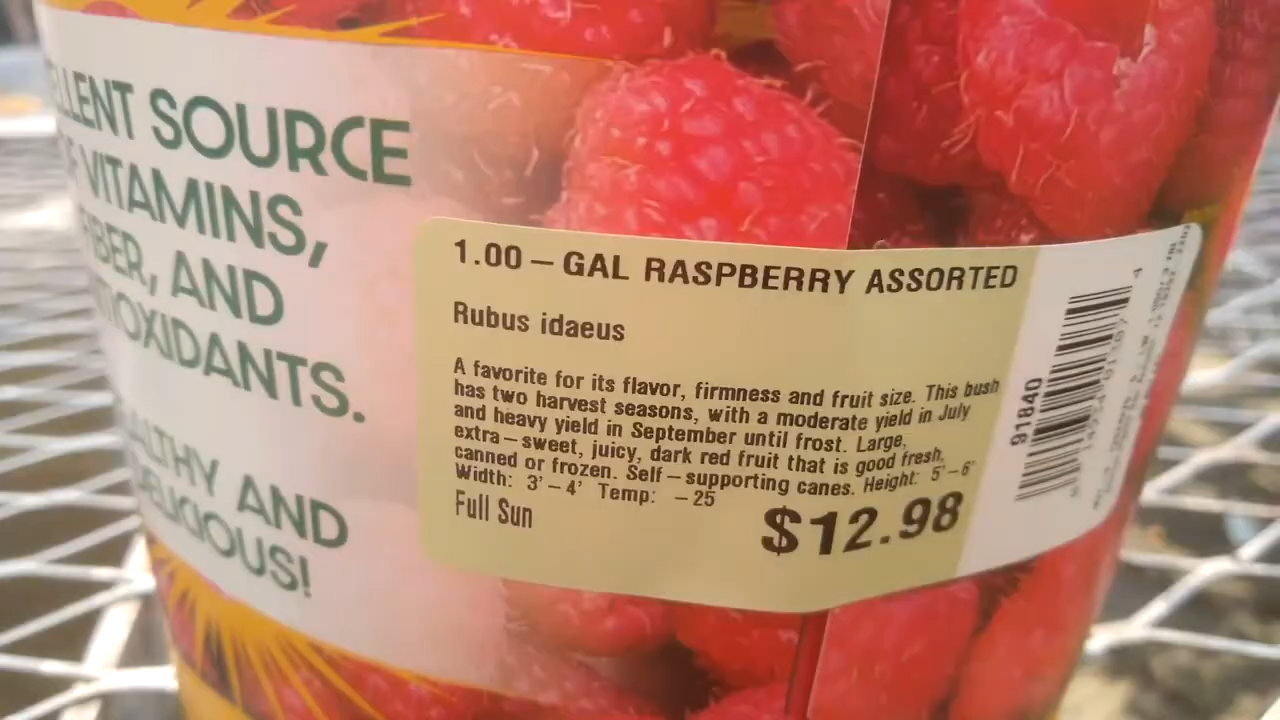 LLENT SOURCE
VITAMINS,
BER, AND
OXIDANTS.
ALTHY AND
DELICIOUS!
1.00 – GAL RASPBERRY ASSORTED
Rubus idaeus
A favorite for its flavor, firmness and fruit size. This bush
has two harvest seasons, with a moderate yield in July
and heavy yield in September until frost. Large,
extra – sweet, juicy, dark red fruit that is good fresh,
canned or frozen. Self – supporting canes. Height: 5' – 6'
Width: 3' – 4' Temp: – 25
Full Sun
$12.98
91840